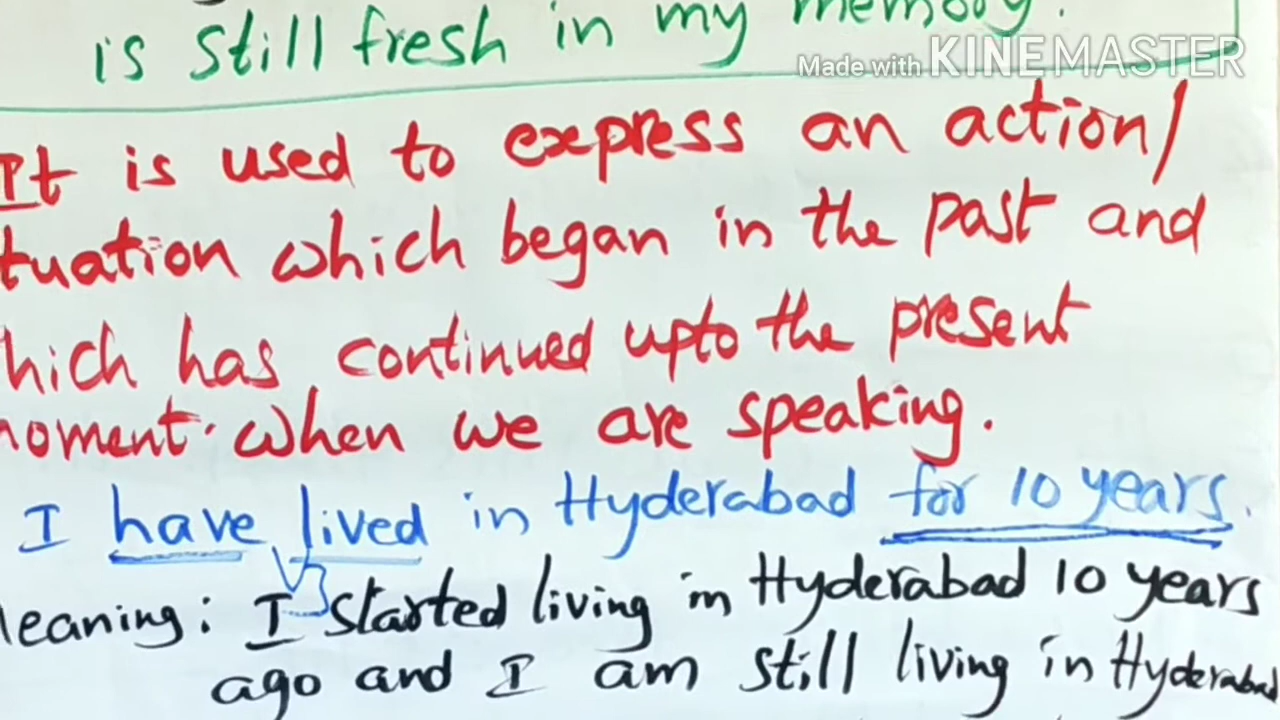 is still fresh in my memory.
Made with KINEMASTER
It is used to express an action/
tuation which began in the past and
hich has continued upto the present
moment. when we are speaking.
I have lived in Hyderabad for 10 years.
leaning: I started living in Hyderabad 10 years
ago and I am still living in Hyderabad